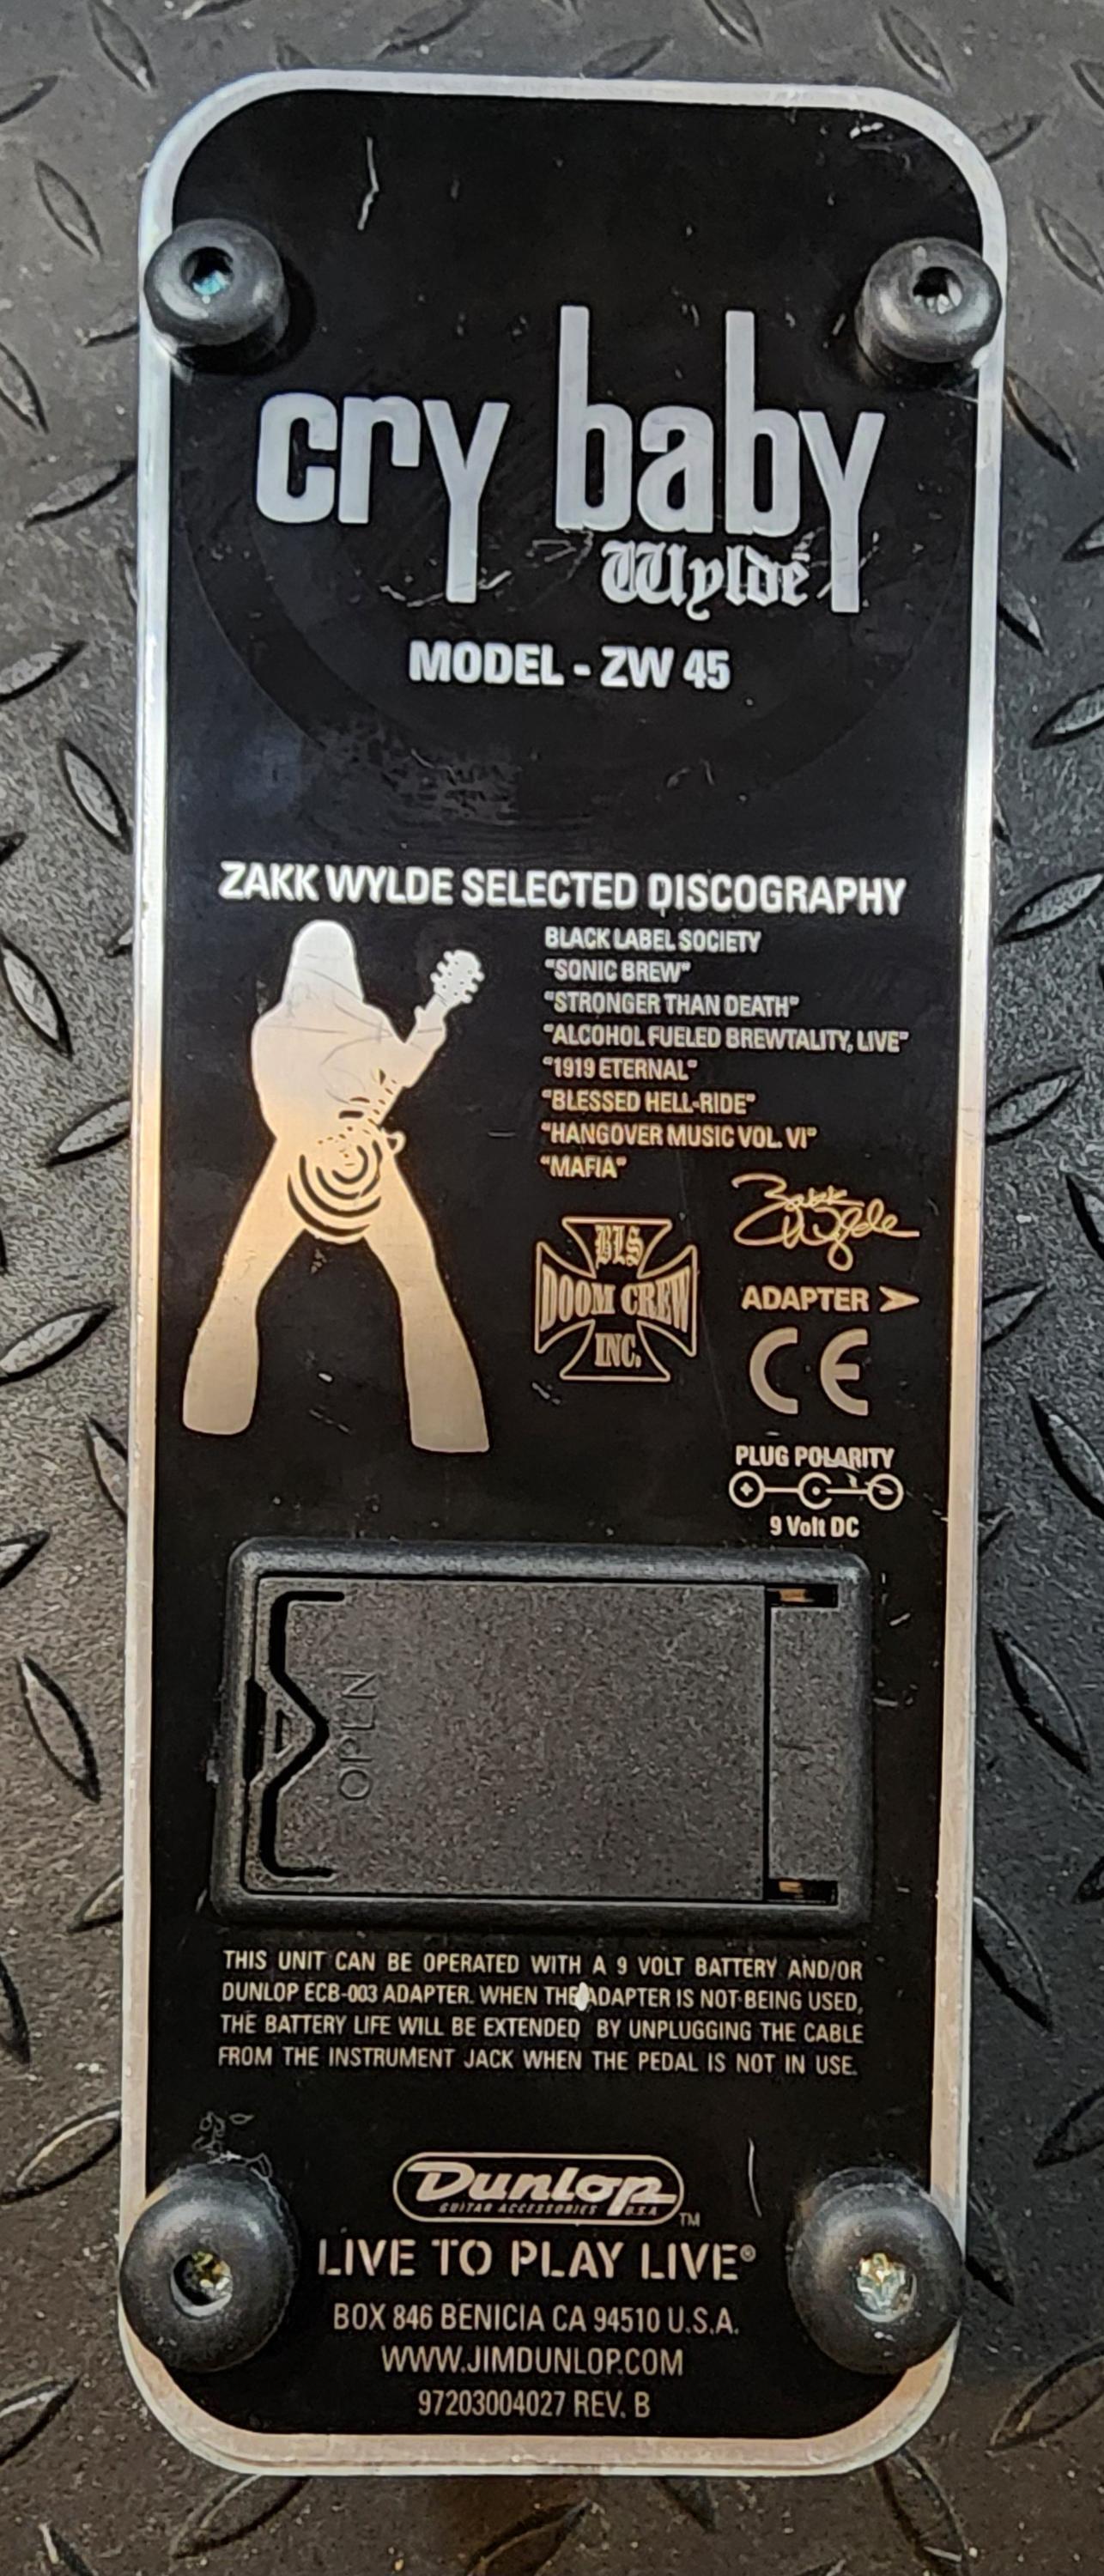 cry baby
Wylde
MODEL - ZW 45
ZAKK WYLDE SELECTED DISCOGRAPHY
BLACK LABEL SOCIETY
"SONIC BREW"
"STRONGER THAN DEATH"
"ALCOHOL FUELED BREWTALITY, LIVE"
"1919 ETERNAL"
"BLESSED HELL-RIDE"
"HANGOVER MUSIC VOL. VI"
"MAFIA"
Zakk Wylde
BLS
DOOM CREW
INC.
ADAPTER
CE
PLUG POLARITY
+ -
9 Volt DC
OPEN
THIS UNIT CAN BE OPERATED WITH A 9 VOLT BATTERY AND/OR
DUNLOP ECB-003 ADAPTER. WHEN THE ADAPTER IS NOT BEING USED,
THE BATTERY LIFE WILL BE EXTENDED BY UNPLUGGING THE CABLE
FROM THE INSTRUMENT JACK WHEN THE PEDAL IS NOT IN USE.
Dunlop
GUITAR ACCESSORIES U.S.A
TM
LIVE TO PLAY LIVE®
BOX 846 BENICIA CA 94510 U.S.A.
WWW.JIMDUNLOP.COM
97203004027 REV. B